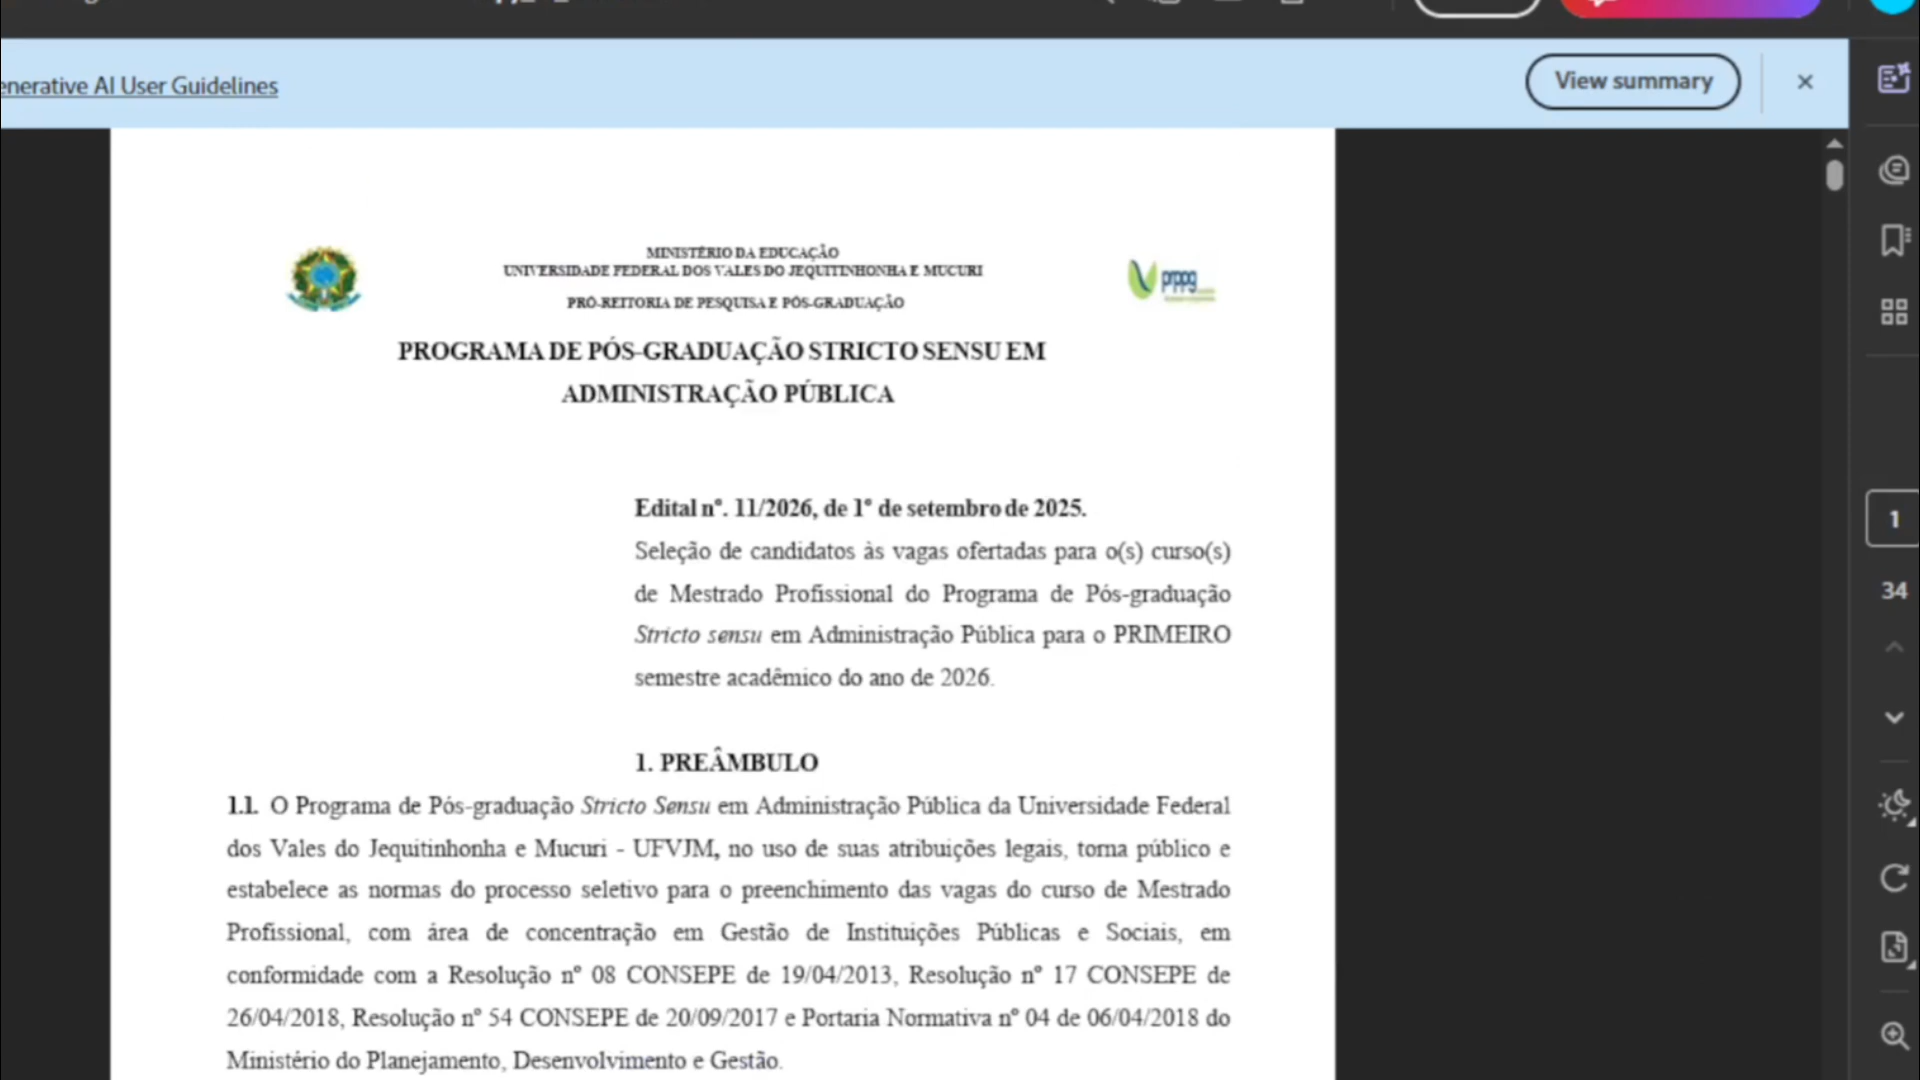 enerative AI User Guidelines
View summary
MINISTÉRIO DA EDUCAÇÃO
UNIVERSIDADE FEDERAL DOS VALES DO JEQUITINHONHA E MUCURI
PRÓ-REITORIA DE PESQUISA E PÓS-GRADUAÇÃO
prppg
PROGRAMA DE PÓS-GRADUAÇÃO STRICTO SENSU EM
ADMINISTRAÇÃO PÚBLICA
Edital nº. 11/2026, de 1º de setembro de 2025.
Seleção de candidatos às vagas ofertadas para o(s) curso(s)
de Mestrado Profissional do Programa de Pós-graduação
Stricto sensu em Administração Pública para o PRIMEIRO
semestre acadêmico do ano de 2026.
1. PREÂMBULO
1.1. O Programa de Pós-graduação Stricto Sensu em Administração Pública da Universidade Federal
dos Vales do Jequitinhonha e Mucuri - UFVJM, no uso de suas atribuições legais, torna público e
estabelece as normas do processo seletivo para o preenchimento das vagas do curso de Mestrado
Profissional, com área de concentração em Gestão de Instituições Públicas e Sociais, em
conformidade com a Resolução nº 08 CONSEPE de 19/04/2013, Resolução nº 17 CONSEPE de
26/04/2018, Resolução nº 54 CONSEPE de 20/09/2017 e Portaria Normativa nº 04 de 06/04/2018 do
Ministério do Planejamento, Desenvolvimento e Gestão.
1
34